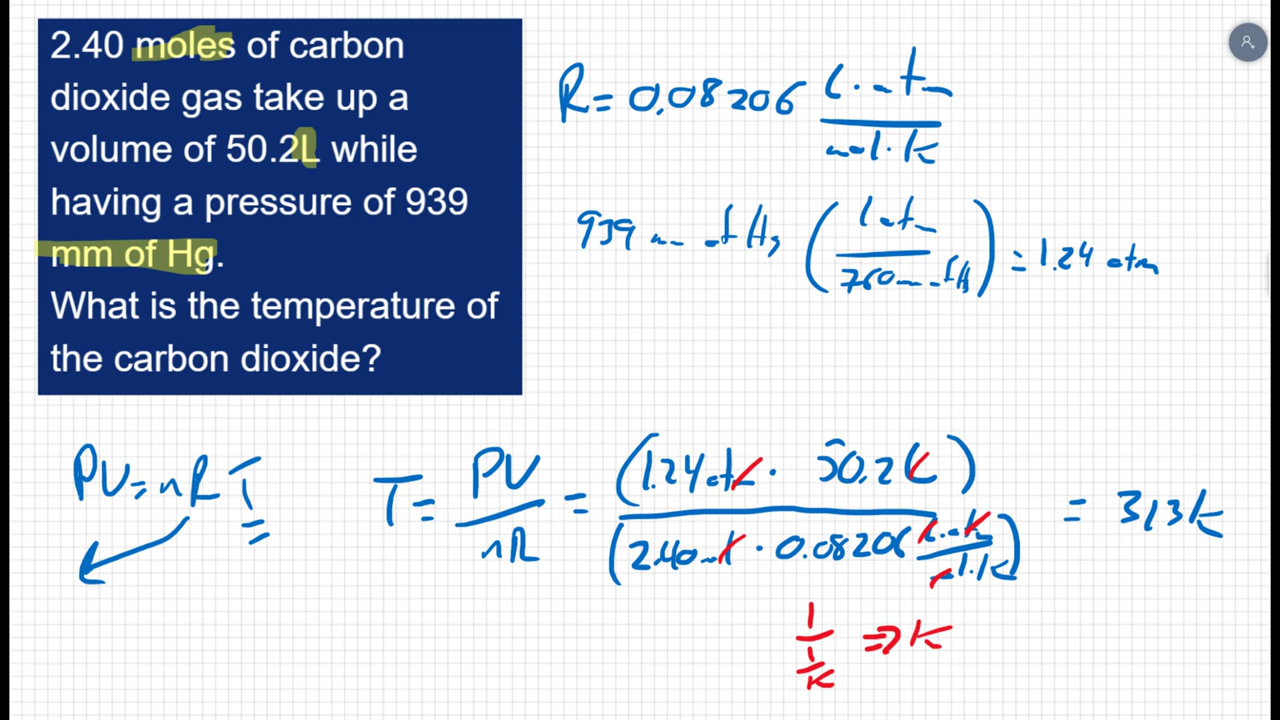 2.40 moles of carbon
dioxide gas take up a
volume of 50.2L while
having a pressure of 939
mm of Hg.
What is the temperature of
the carbon dioxide?
R = 0.08206 L·atm / mol·K
939 mm of Hg ( 1 atm / 760 mm of Hg ) = 1.24 atm
PV = nRT
T = PV / nR = (1.24 atm · 50.2 L) / (2.40 mol · 0.08206 L·atm / mol·K) = 313 K
1 / 1/K ⇒ K